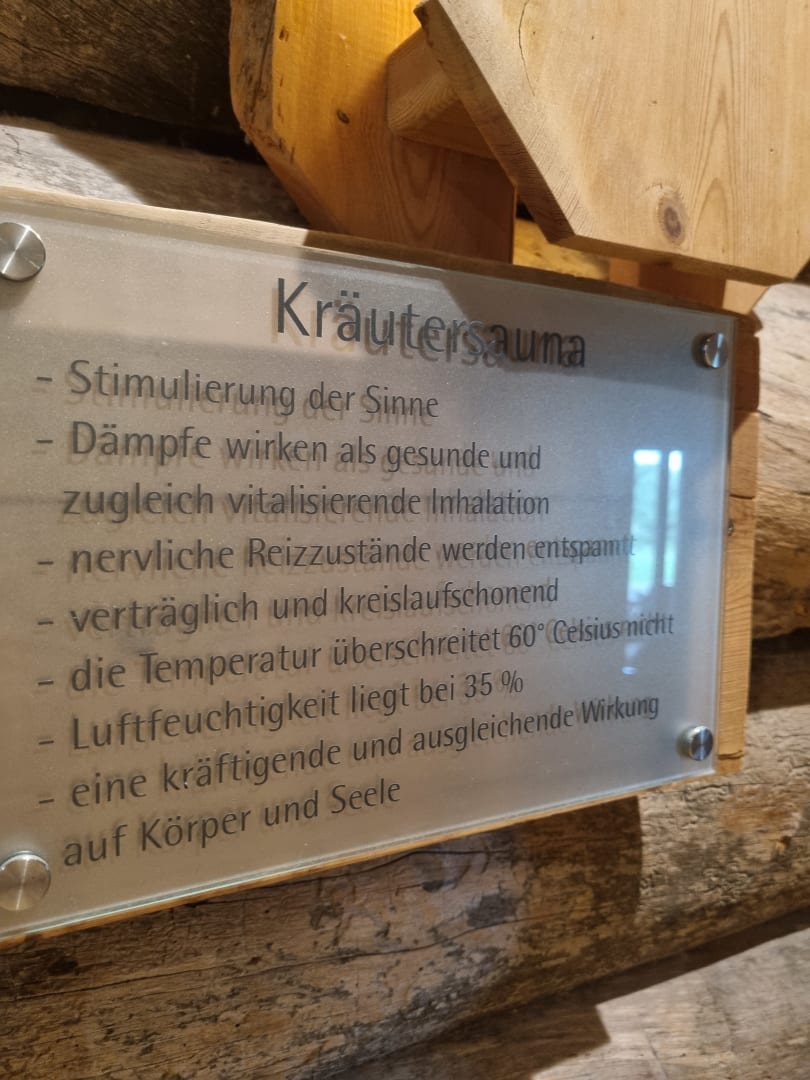 Kräutersauna
- Stimulierung der Sinne
- Dämpfe wirken als gesunde und
zugleich vitalisierende Inhalation
- nervliche Reizzustände werden entspannt
- verträglich und kreislaufschonend
- die Temperatur überschreitet 60° Celsius nicht
- Luftfeuchtigkeit liegt bei 35 %
- eine kräftigende und ausgleichende Wirkung
auf Körper und Seele